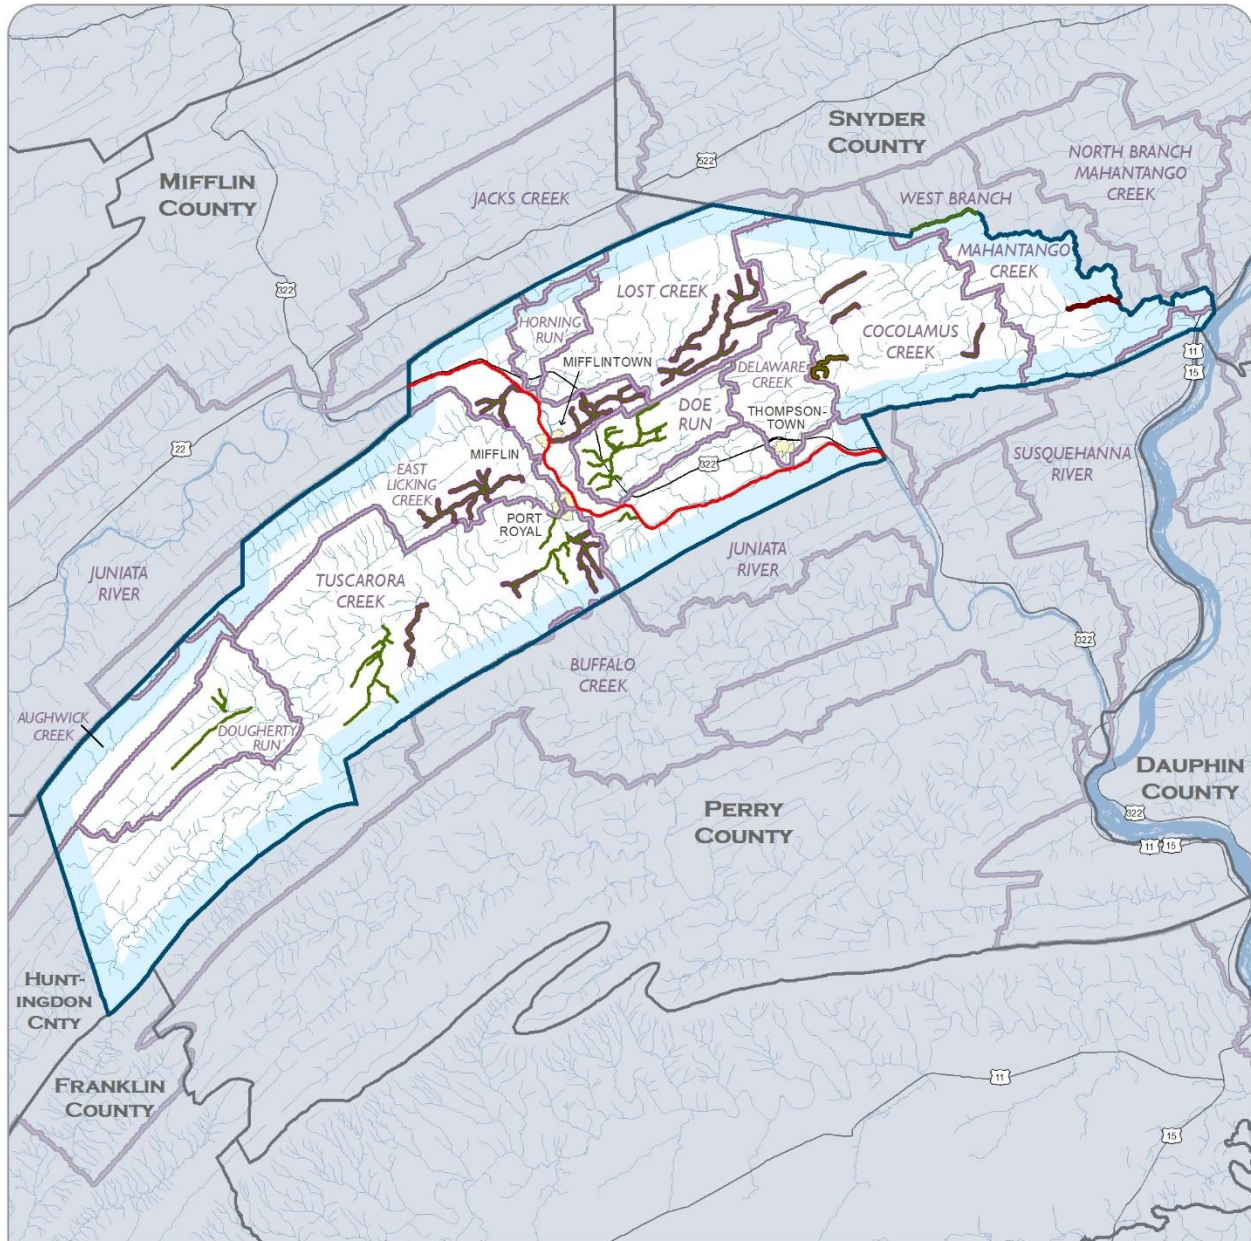 SNYDER
COUNTY
522
NORTH BRANCH
MAHANTANGO
CREEK
MIFFLIN
COUNTY
JACKS CREEK
WEST BRANCH
MAHANTANGO
CREEK
322
LOST CREEK
HORNING
RUN
COCOLAMUS
CREEK
11
15
MIFFLINTOWN
DELAWARE
CREEK
DOE
RUN
THOMPSON-
TOWN
22
MIFFLIN
322
SUSQUEHANNA
RIVER
EAST
LICKING
CREEK
PORT
ROYAL
JUNIATA
RIVER
JUNIATA
RIVER
TUSCARORA
CREEK
322
BUFFALO
CREEK
AUGHWICK
CREEK
DOUGHERTY
RUN
DAUPHIN
COUNTY
PERRY
COUNTY
322
11 15
HUNT-
INGDON
CNTY
FRANKLIN
COUNTY
11
15